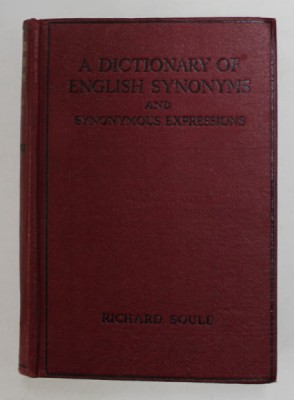 A DICTIONARY OF
ENGLISH SYNONYMS
AND
SYNONYMOUS EXPRESSIONS
RICHARD SOULE